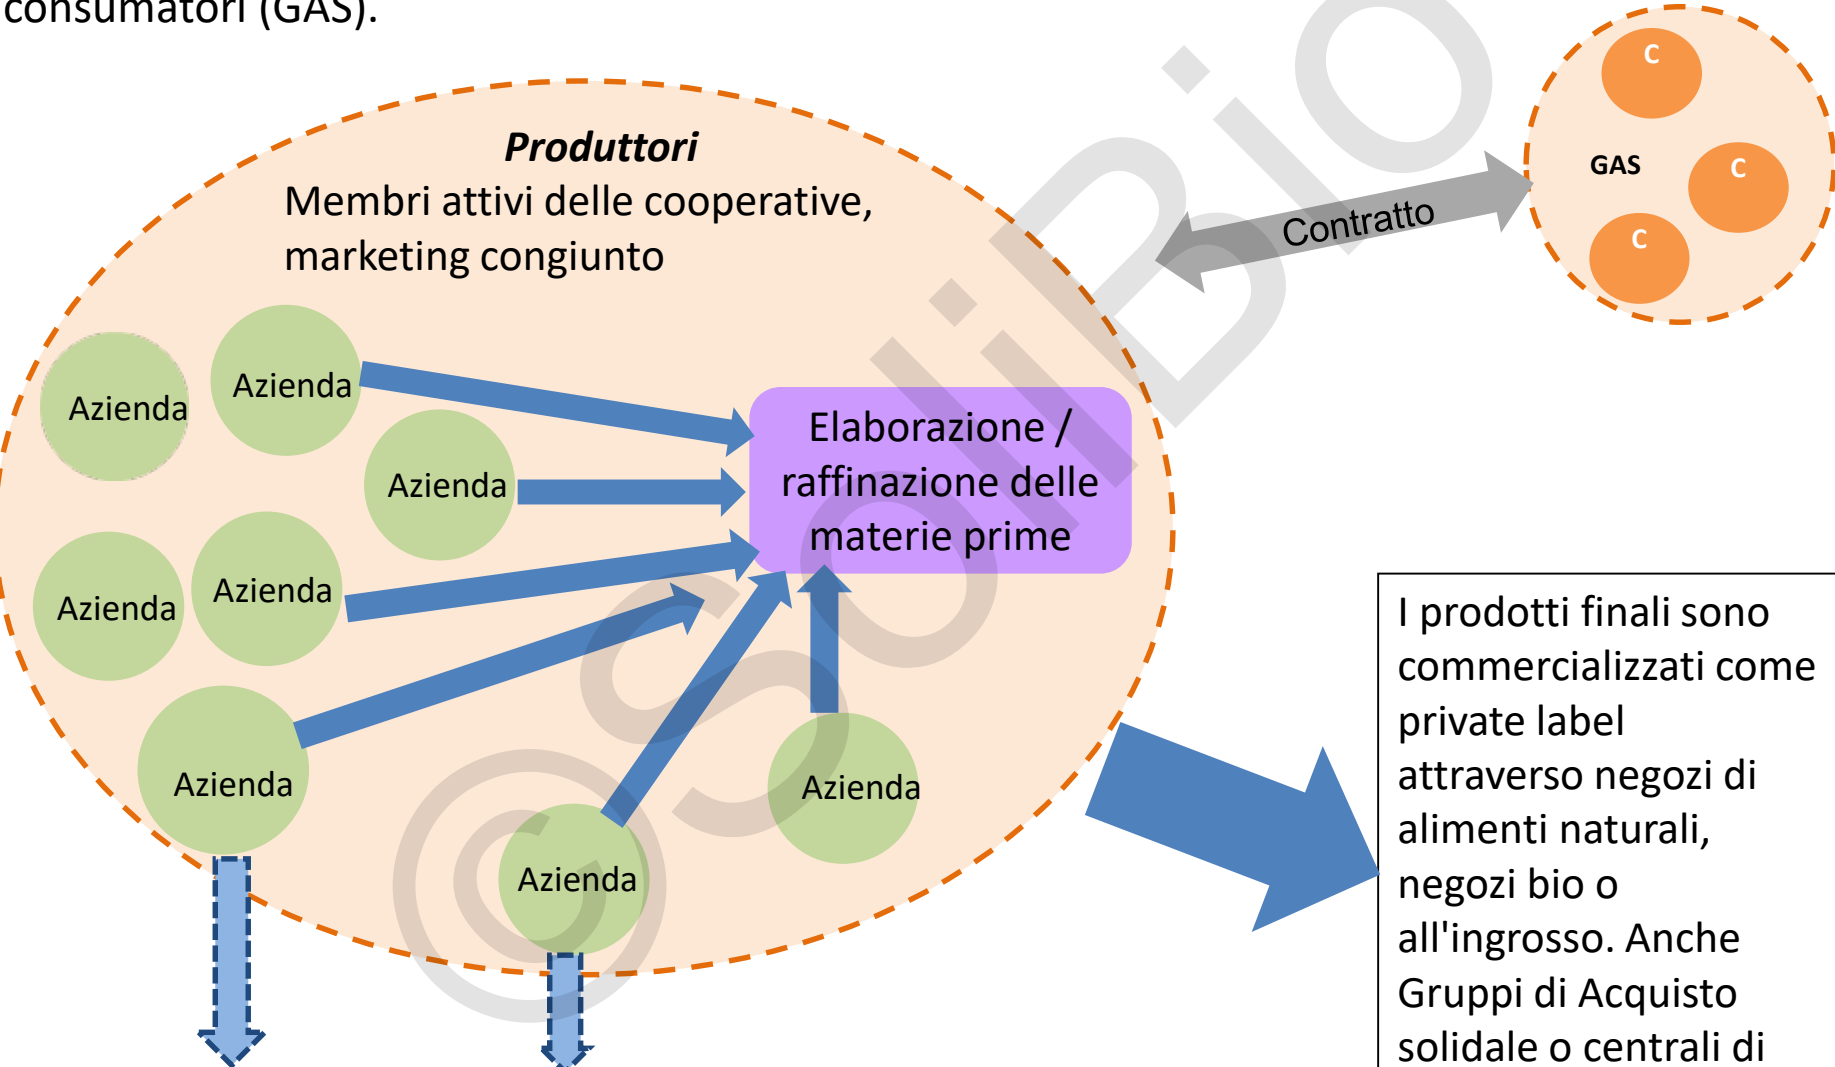 consumatori (GAS).
Produttori
Membri attivi delle cooperative,
marketing congiunto
C
GAS
C
C
Contratto
Azienda
Azienda
Azienda
Azienda
Azienda
Azienda
Azienda
Azienda
Elaborazione /
raffinazione delle
materie prime
I prodotti finali sono
commercializzati come
private label
attraverso negozi di
alimenti naturali,
negozi bio o
all'ingrosso. Anche
Gruppi di Acquisto
solidale o centrali di
©SoliBio